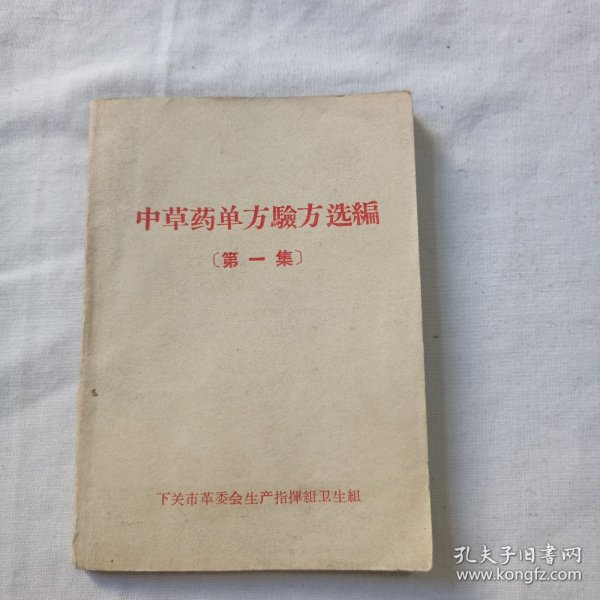 中草药单方驗方选編
〔第一集〕
下关市革委会生产指揮組卫生組
孔夫子旧書网
www.kongfz.com